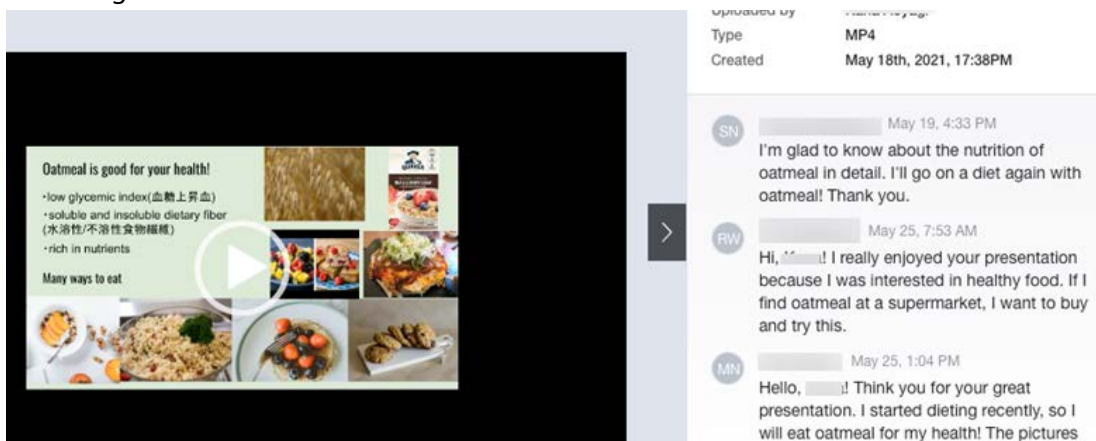 Oatmeal is good for your health!
・low glycemic index(血糖上昇血)
・soluble and insoluble dietary fiber
(水溶性/不溶性食物繊維)
・rich in nutrients
Many ways to eat
QUAKER
Uploaded by
Type MP4
Created May 18th, 2021, 17:38PM
SN May 19, 4:33 PM
I'm glad to know about the nutrition of
oatmeal in detail. I'll go on a diet again with
oatmeal! Thank you.
RW May 25, 7:53 AM
Hi, ! I really enjoyed your presentation
because I was interested in healthy food. If I
find oatmeal at a supermarket, I want to buy
and try this.
MN May 25, 1:04 PM
Hello, ! Think you for your great
presentation. I started dieting recently, so I
will eat oatmeal for my health! The pictures